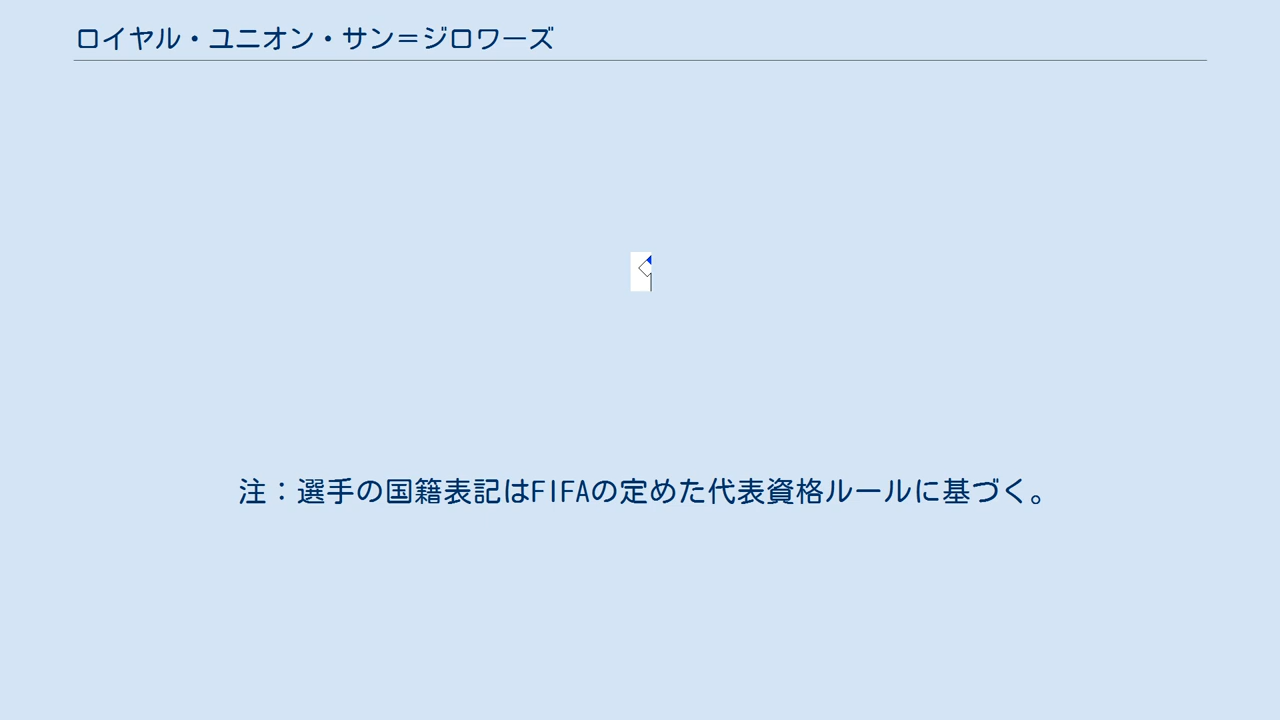 ロイヤル・ユニオン・サン＝ジロワーズ
注：選手の国籍表記はFIFAの定めた代表資格ルールに基づく。